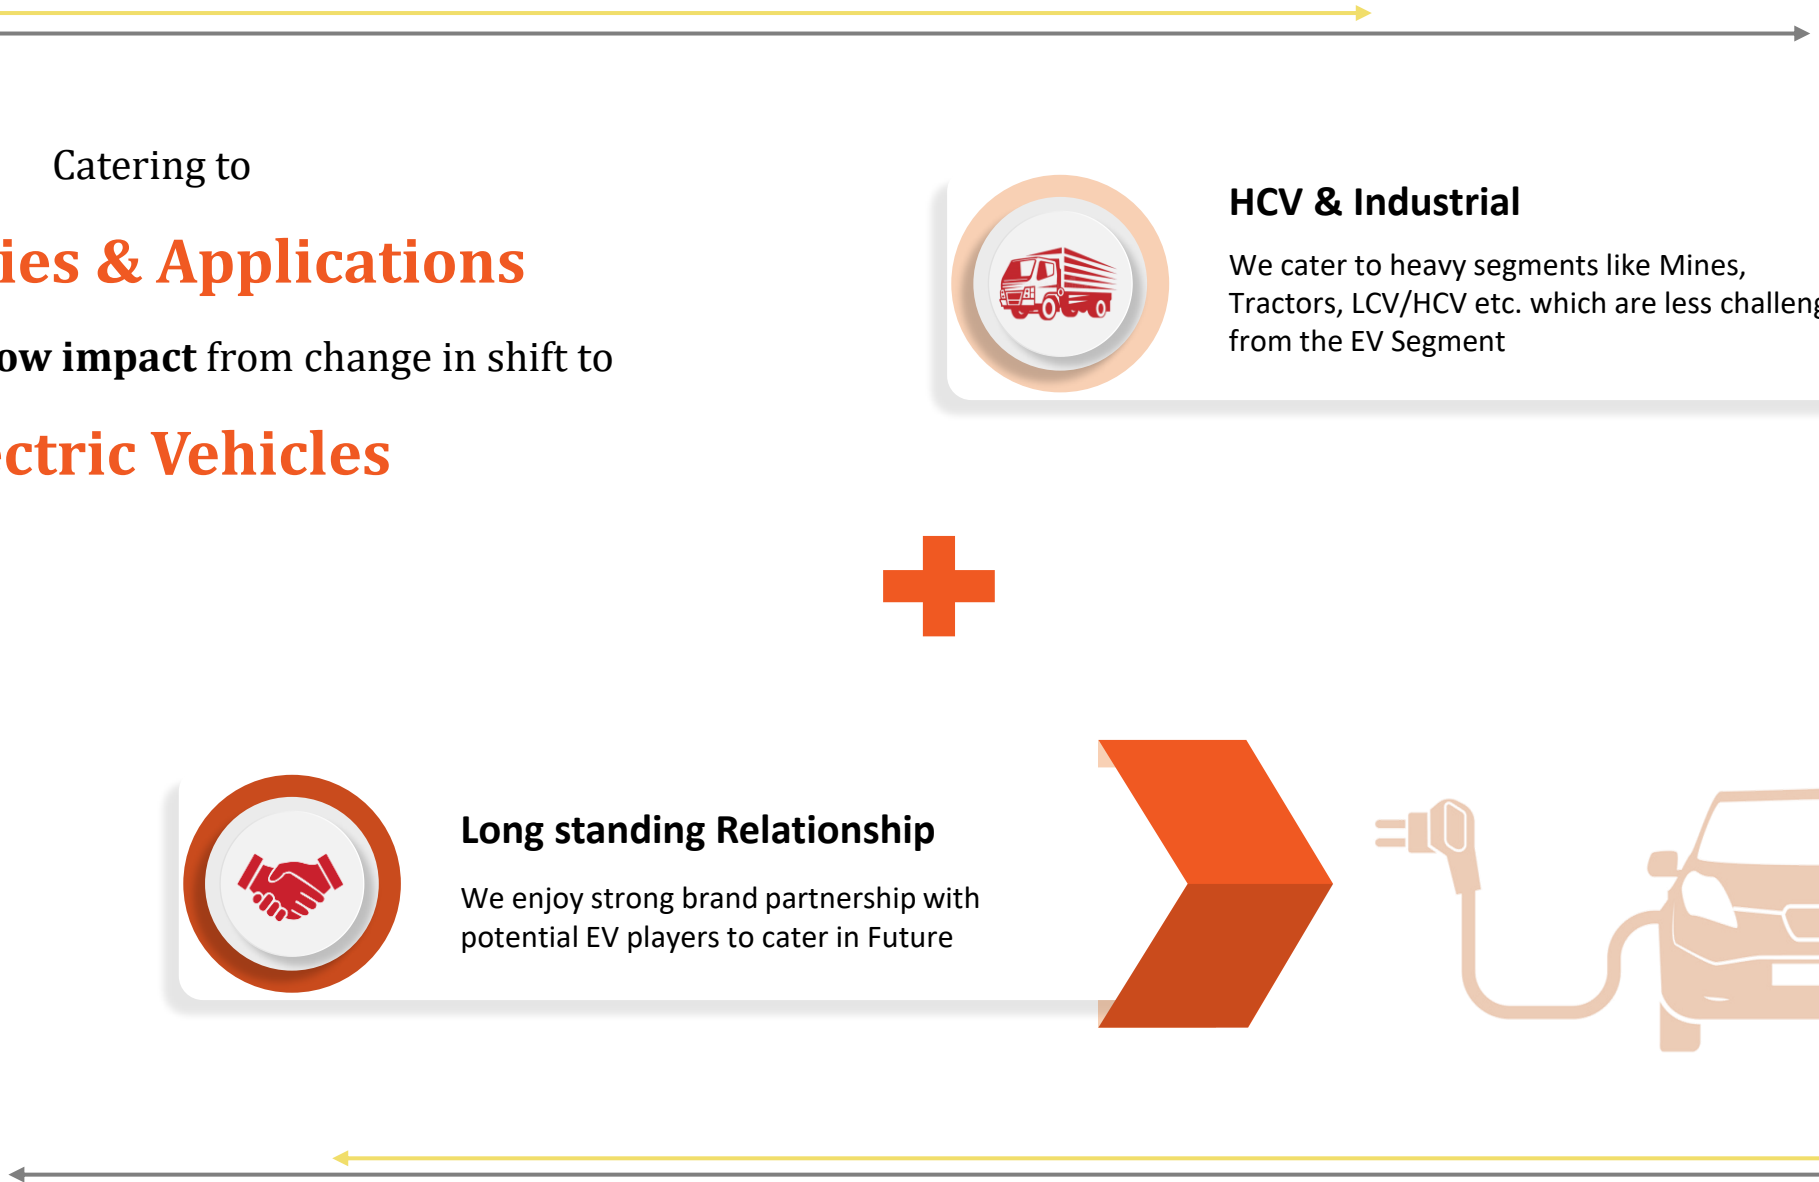 Catering to
ies & Applications
ow impact from change in shift to
ectric Vehicles
HCV & Industrial
We cater to heavy segments like Mines,
Tractors, LCV/HCV etc. which are less challeng
from the EV Segment
Long standing Relationship
We enjoy strong brand partnership with
potential EV players to cater in Future